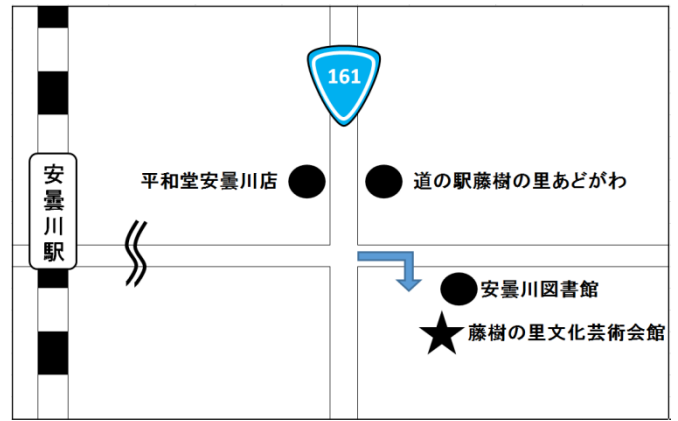 161
安曇川駅
平和堂安曇川店
道の駅藤樹の里あどがわ
安曇川図書館
藤樹の里文化芸術会館